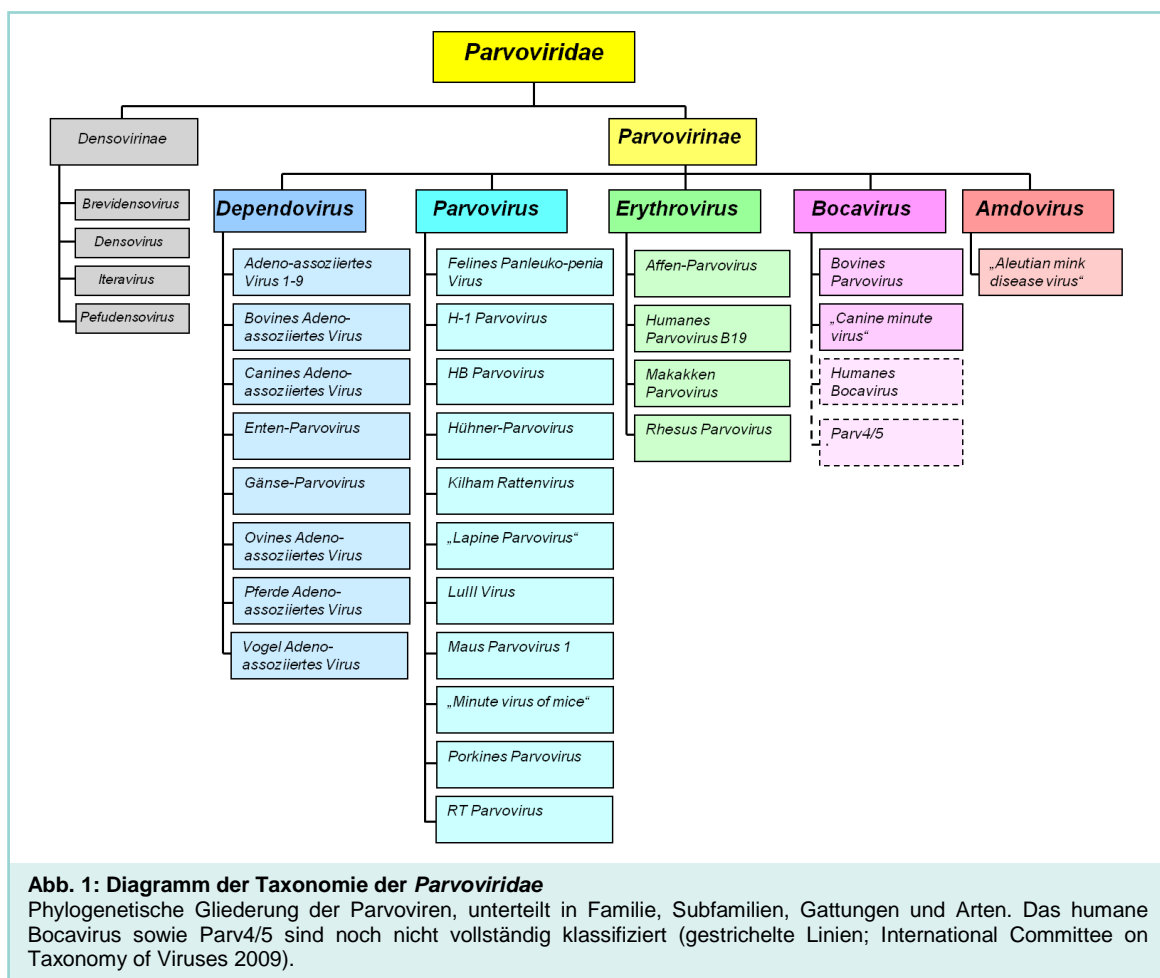 Parvoviridae
Densovirinae
Parvovirinae
Brevidensovirus
Densovirus
Iteravirus
Pefudensovirus
Dependovirus
Adeno-assoziiertes
Virus 1-9
Bovines Adeno-
assoziiertes Virus
Canines Adeno-
assoziiertes Virus
Enten-Parvovirus
Gänse-Parvovirus
Ovines Adeno-
assoziiertes Virus
Pferde Adeno-
assoziiertes Virus
Vogel Adeno-
assoziiertes Virus
Parvovirus
Felines Panleuko-penia
Virus
H-1 Parvovirus
HB Parvovirus
Hühner-Parvovirus
Kilham Rattenvirus
„Lapine Parvovirus“
LuIII Virus
Maus Parvovirus 1
„Minute virus of mice“
Porkines Parvovirus
RT Parvovirus
Erythrovirus
Affen-Parvovirus
Humanes
Parvovirus B19
Makakken
Parvovirus
Rhesus Parvovirus
Bocavirus
Bovines
Parvovirus
„Canine minute
virus“
Humanes
Bocavirus
Parv4/5
Amdovirus
„Aleutian mink
disease virus“
Abb. 1: Diagramm der Taxonomie der Parvoviridae
Phylogenetische Gliederung der Parvoviren, unterteilt in Familie, Subfamilien, Gattungen und Arten. Das humane
Bocavirus sowie Parv4/5 sind noch nicht vollständig klassifiziert (gestrichelte Linien; International Committee on
Taxonomy of Viruses 2009).